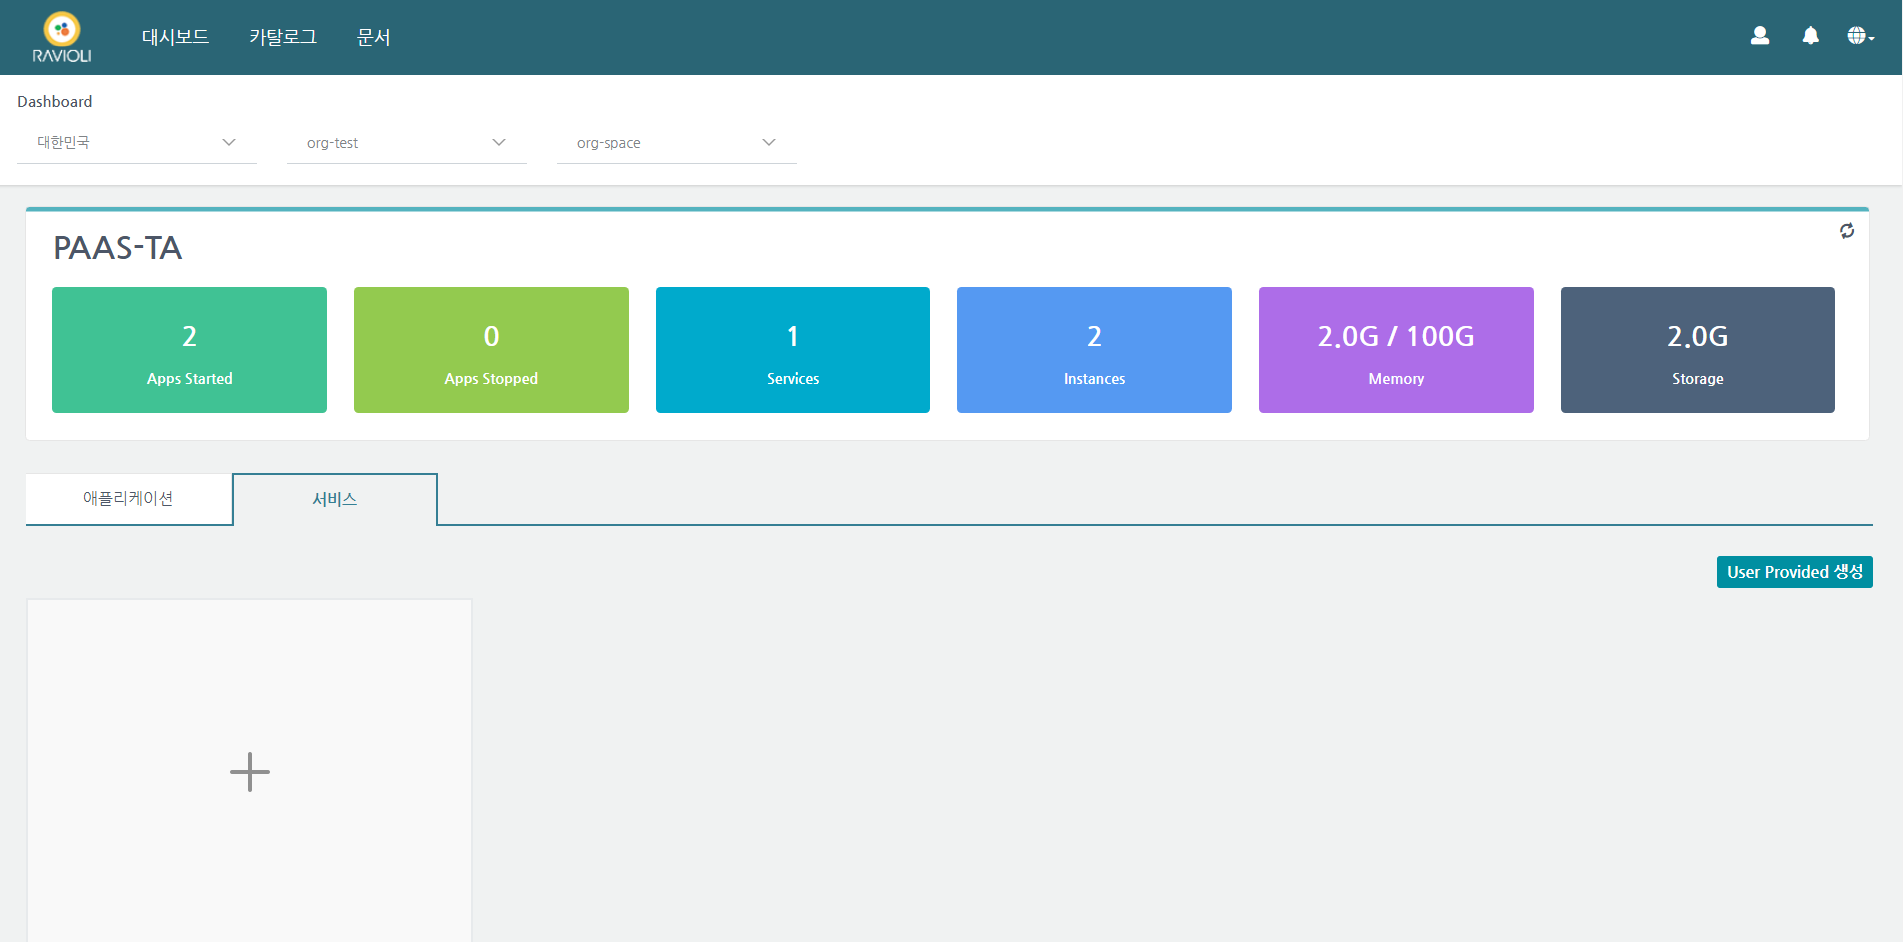 RAVIOLI
대시보드 카탈로그 문서
Dashboard
대한민국 org-test org-space
PAAS-TA
2 0 1 2 2.0G / 100G 2.0G
Apps Started Apps Stopped Services Instances Memory Storage
애플리케이션 서비스
User Provided 생성